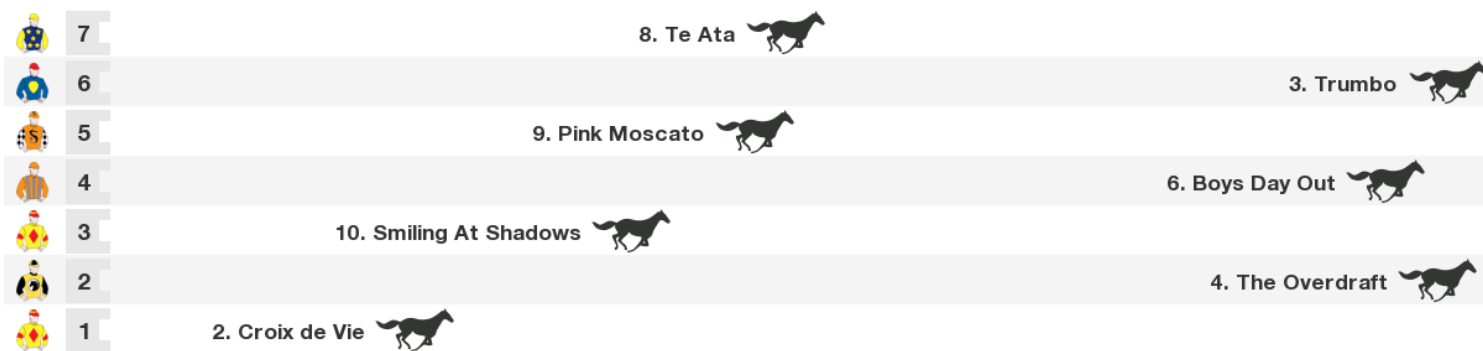 7 8. Te Ata
6 3. Trumbo
5 9. Pink Moscato
4 6. Boys Day Out
3 10. Smiling At Shadows
2 4. The Overdraft
1 2. Croix de Vie